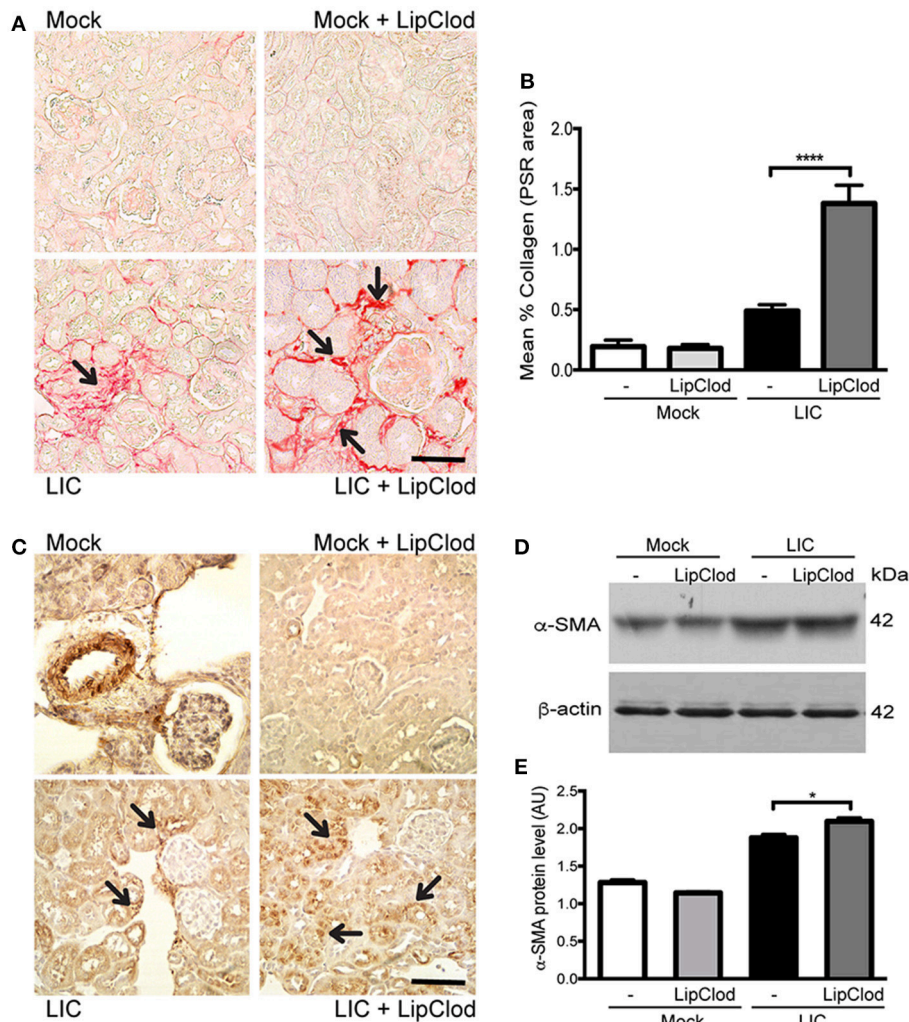 A
Mock
Mock + LipClod
LIC
LIC + LipClod
B
Mean % Collagen (PSR area)
2.0
1.5
1.0
0.5
0.0
****
- LipClod - LipClod
Mock LIC
C
Mock
Mock + LipClod
LIC
LIC + LipClod
D
Mock LIC
- LipClod - LipClod kDa
α-SMA 42
β-actin 42
E
α-SMA protein level (AU)
2.5
2.0
1.5
1.0
0.5
0.0
*
- LipClod - LipClod
Mock LIC